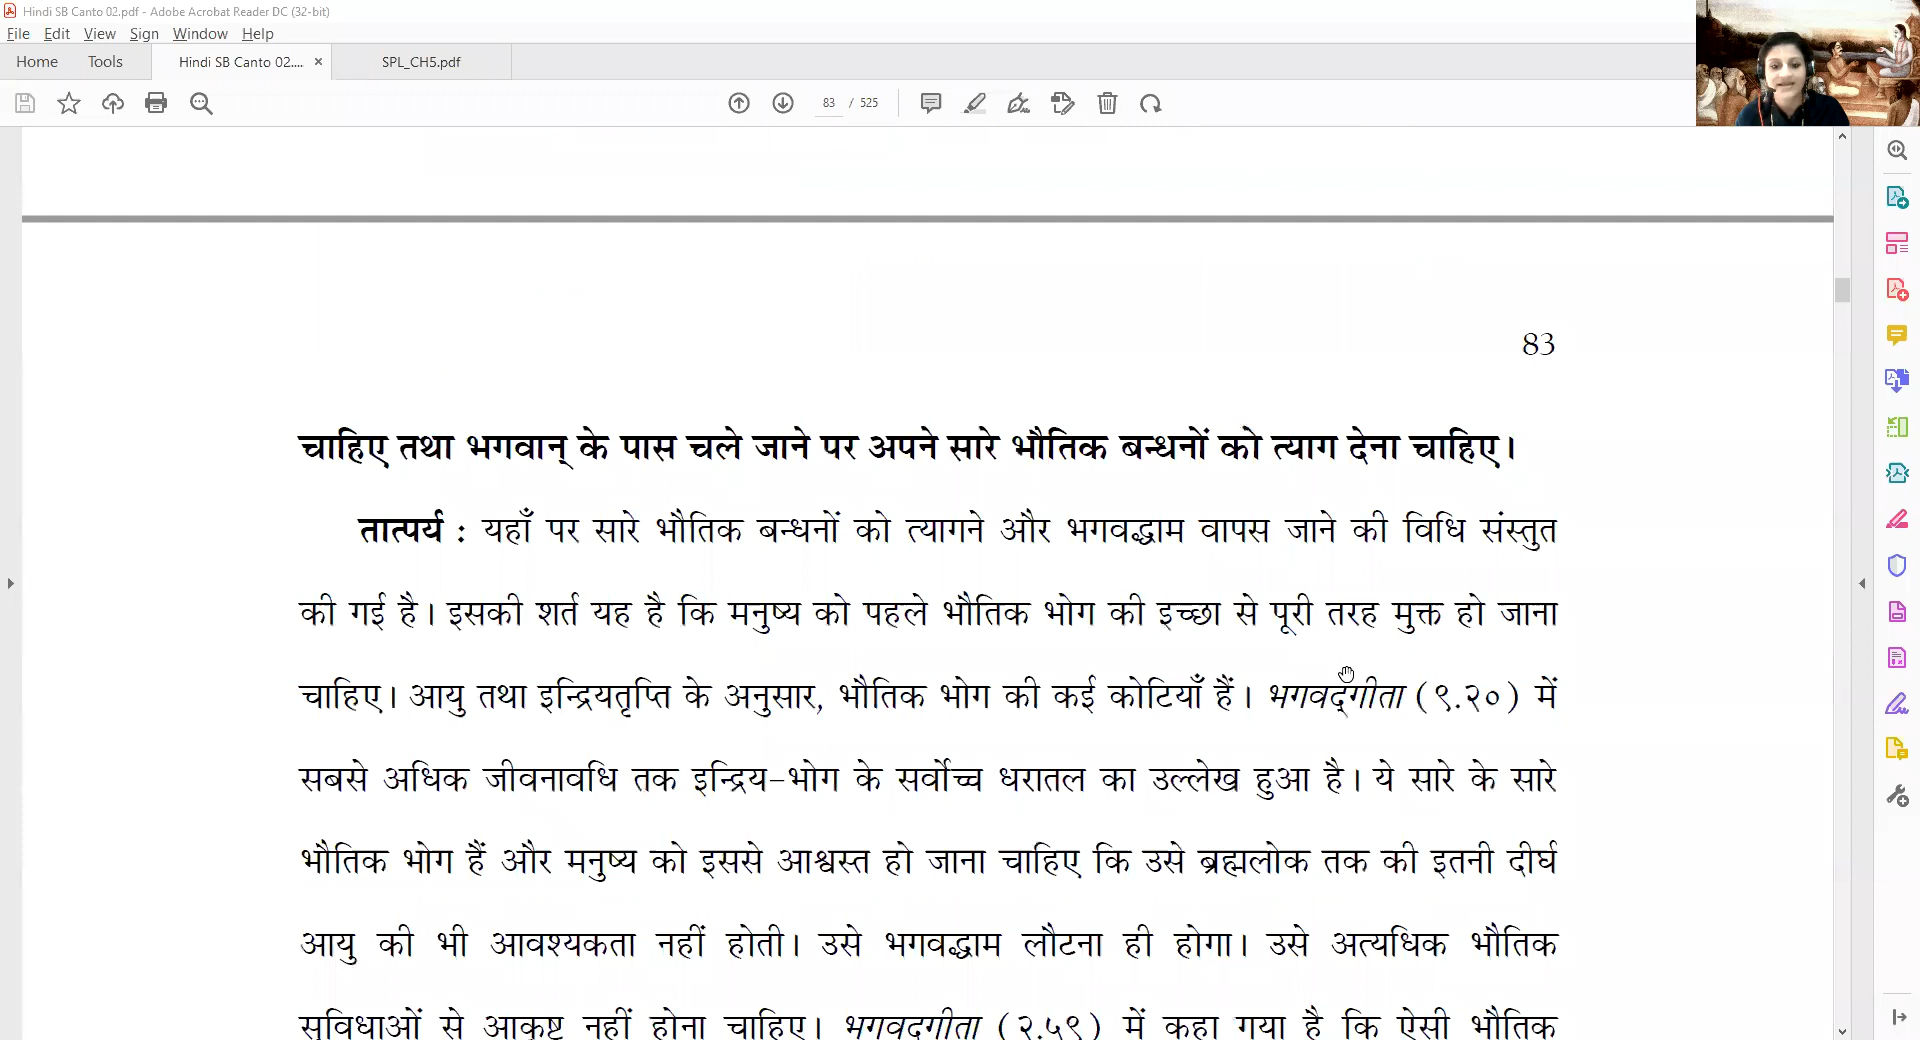 Hindi SB Canto 02.pdf - Adobe Acrobat Reader DC (32-bit)
File Edit View Sign Window Help
Home Tools Hindi SB Canto 02.... × SPL_CH5.pdf
83 / 525
83
चाहिए तथा भगवान् के पास चले जाने पर अपने सारे भौतिक बन्धनों को त्याग देना चाहिए।
तात्पर्य : यहाँ पर सारे भौतिक बन्धनों को त्यागने और भगवद्धाम वापस जाने की विधि संस्तुत
की गई है। इसकी शर्त यह है कि मनुष्य को पहले भौतिक भोग की इच्छा से पूरी तरह मुक्त हो जाना
चाहिए। आयु तथा इन्द्रियतृप्ति के अनुसार, भौतिक भोग की कई कोटियाँ हैं। भगवद्‌गीता (९.२०) में
सबसे अधिक जीवनावधि तक इन्द्रिय-भोग के सर्वोच्च धरातल का उल्लेख हुआ है। ये सारे के सारे
भौतिक भोग हैं और मनुष्य को इससे आश्वस्त हो जाना चाहिए कि उसे ब्रह्मलोक तक की इतनी दीर्घ
आयु की भी आवश्यकता नहीं होती। उसे भगवद्धाम लौटना ही होगा। उसे अत्यधिक भौतिक
सुविधाओं से आकृष्ट नहीं होना चाहिए। भगवद्‌गीता (२.५९) में कहा गया है कि ऐसी भौतिक